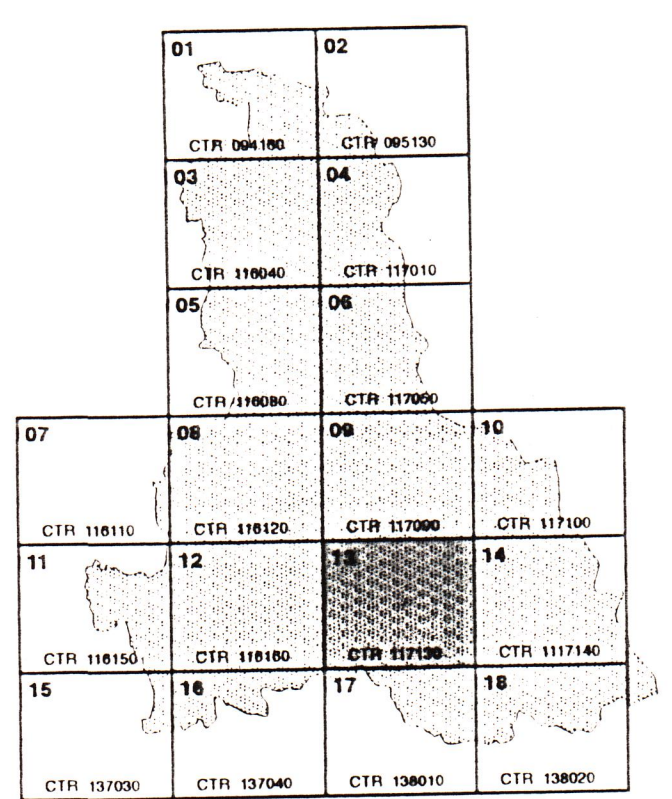 01 02
CTR 094160 CTR 095130
03 04
CTR 116040 CTR 117010
05 06
CTR 116080 CTR 117050
07 08 09 10
CTR 116110 CTR 116120 CTR 117090 CTR 117100
11 12 13 14
CTR 116150 CTR 116160 CTR 117130 CTR 1117140
15 16 17 18
CTR 137030 CTR 137040 CTR 138010 CTR 138020